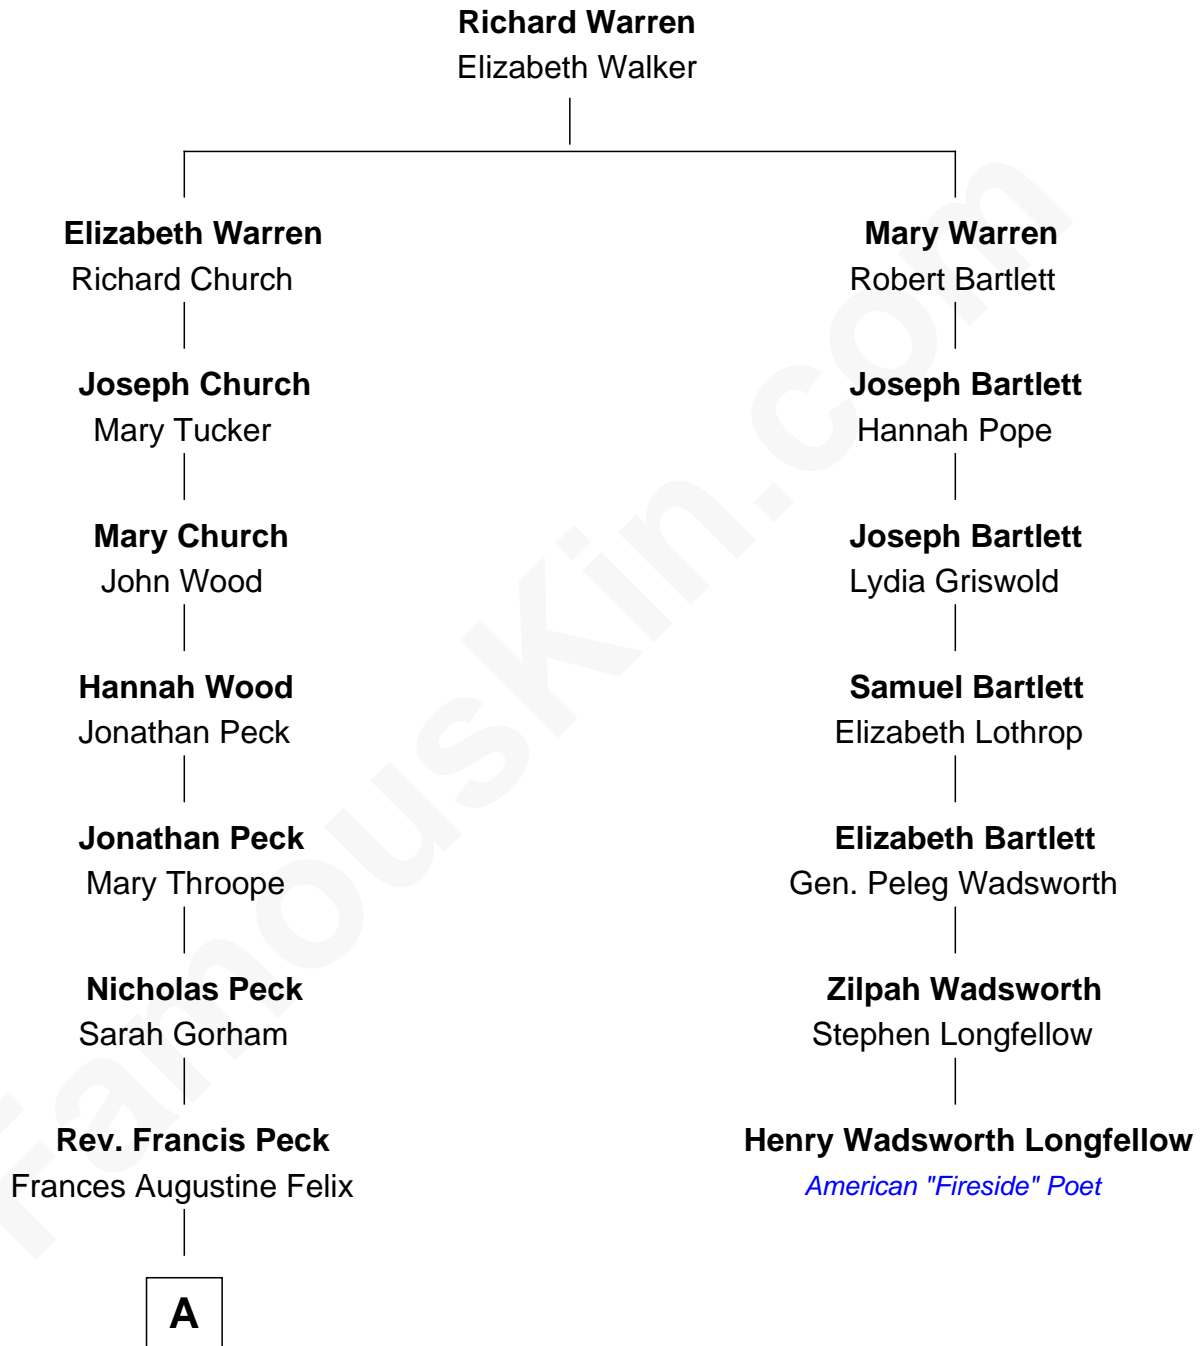 Richard Warren
Elizabeth Walker
Elizabeth Warren
Richard Church
Mary Warren
Robert Bartlett
Joseph Church
Mary Tucker
Joseph Bartlett
Hannah Pope
Mary Church
John Wood
Joseph Bartlett
Lydia Griswold
Hannah Wood
Jonathan Peck
Samuel Bartlett
Elizabeth Lothrop
Jonathan Peck
Mary Throope
Elizabeth Bartlett
Gen. Peleg Wadsworth
Nicholas Peck
Sarah Gorham
Zilpah Wadsworth
Stephen Longfellow
Rev. Francis Peck
Frances Augustine Felix
Henry Wadsworth Longfellow
American "Fireside" Poet
A
FamousKin.com